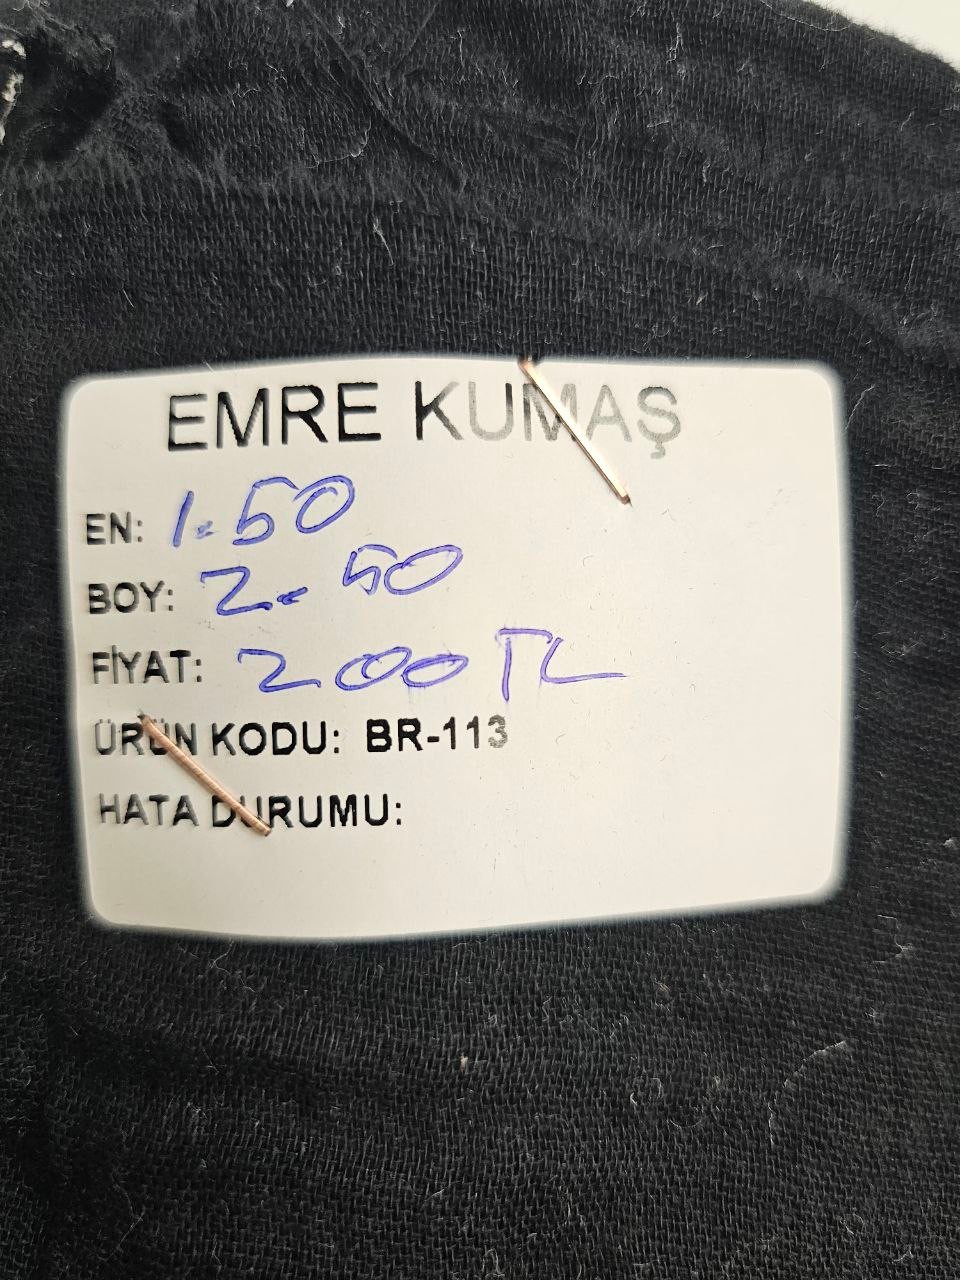 EMRE KUMAŞ
EN: 1.50
BOY: 2.50
FİYAT: 200 TL
ÜRÜN KODU: BR-113
HATA DURUMU: